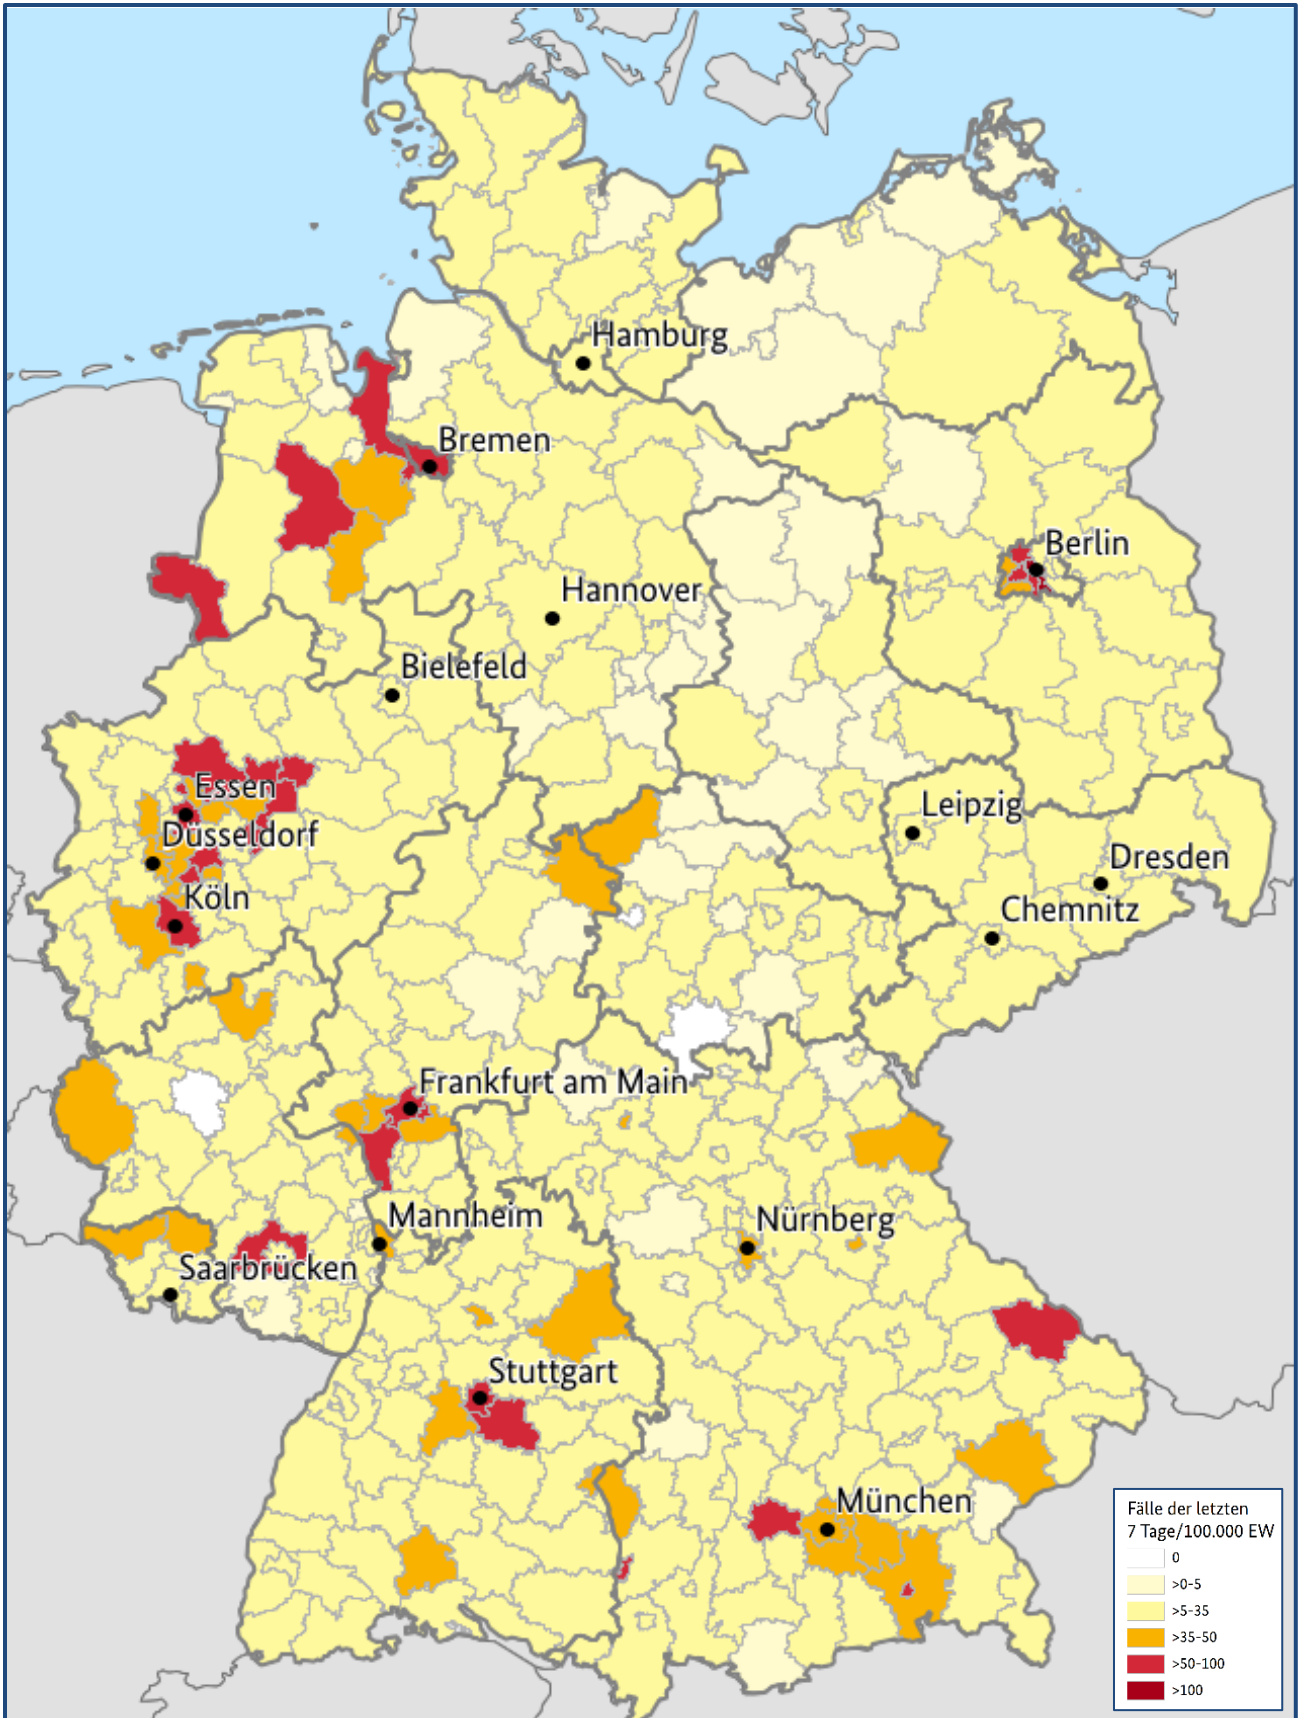 Hamburg
Bremen
Berlin
Hannover
Bielefeld
Essen
Leipzig
Düsseldorf
Dresden
Köln
Chemnitz
Frankfurt am Main
Mannheim
Nürnberg
Saarbrücken
Stuttgart
München
Fälle der letzten
7 Tage/100.000 EW
0
>0-5
>5-35
>35-50
>50-100
>100